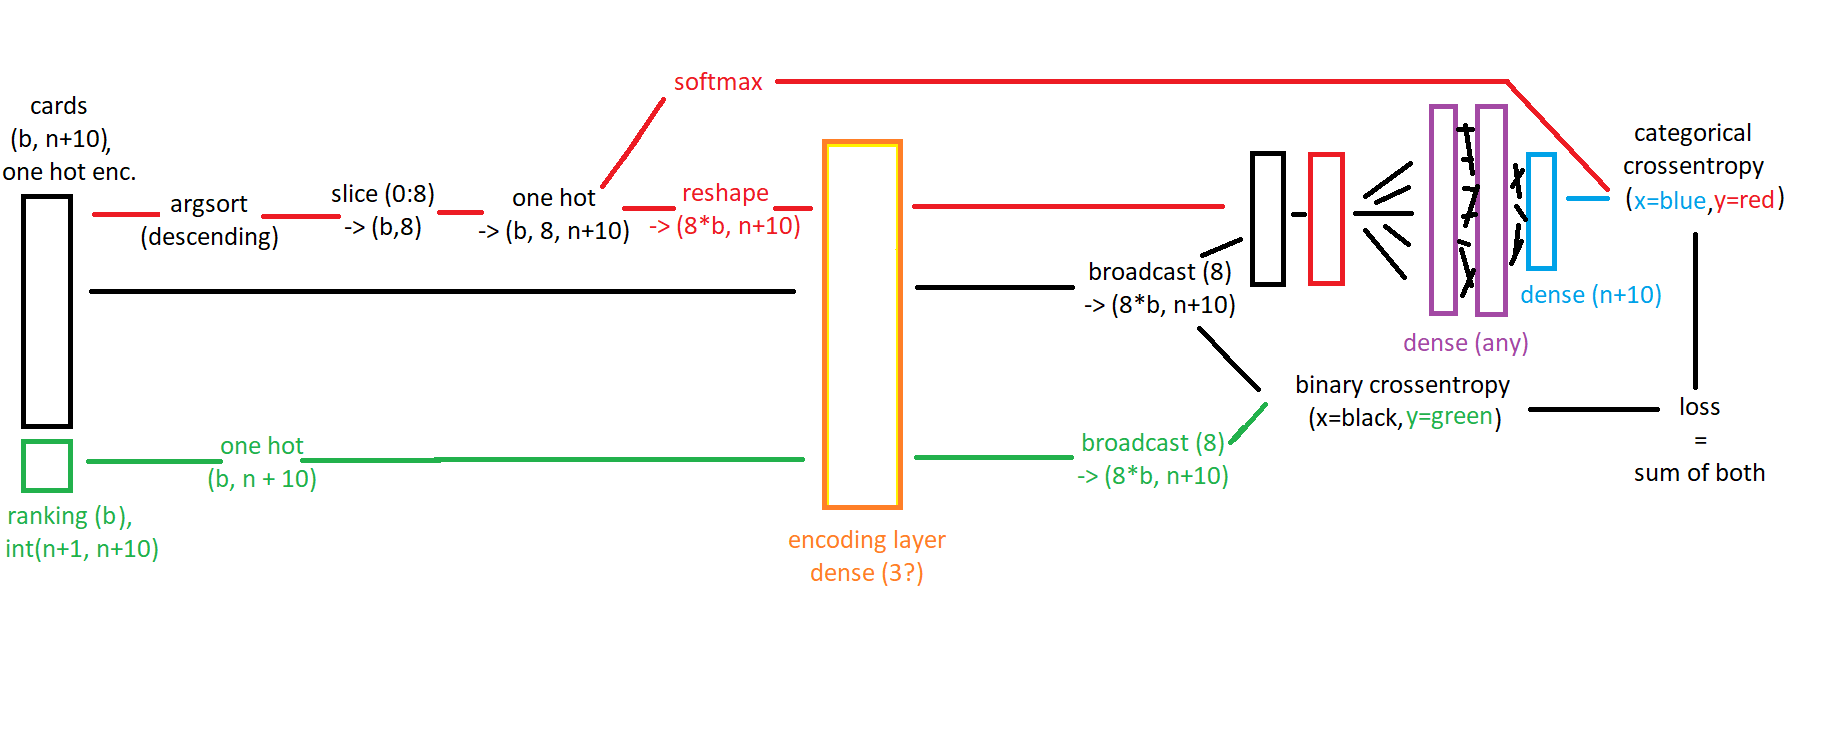 softmax
cards
(b, n+10),
one hot enc.
argsort
(descending)
slice (0:8)
-> (b,8)
one hot
-> (b, 8, n+10)
reshape
-> (8*b, n+10)
categorical
crossentropy
(x=blue,y=red)
broadcast (8)
-> (8*b, n+10)
dense (n+10)
dense (any)
binary crossentropy
(x=black,y=green)
loss
=
sum of both
one hot
(b, n + 10)
broadcast (8)
-> (8*b, n+10)
ranking (b),
int(n+1, n+10)
encoding layer
dense (3?)